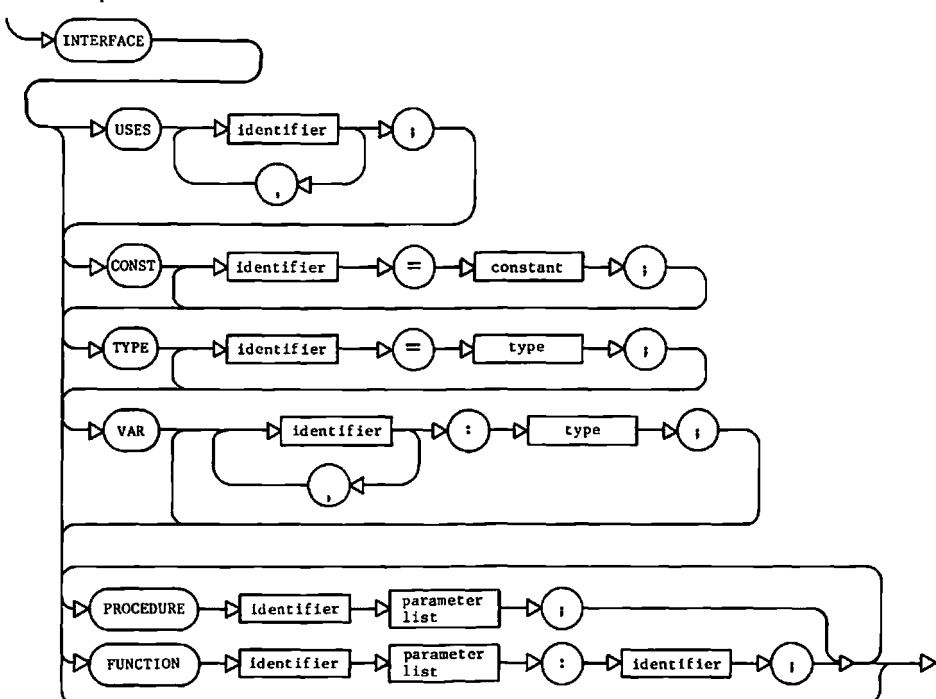 INTERFACE
USES identifier ;
,
CONST identifier = constant ;
TYPE identifier = type ;
VAR identifier : type ;
,
PROCEDURE identifier parameter list ;
FUNCTION identifier parameter list : identifier ;